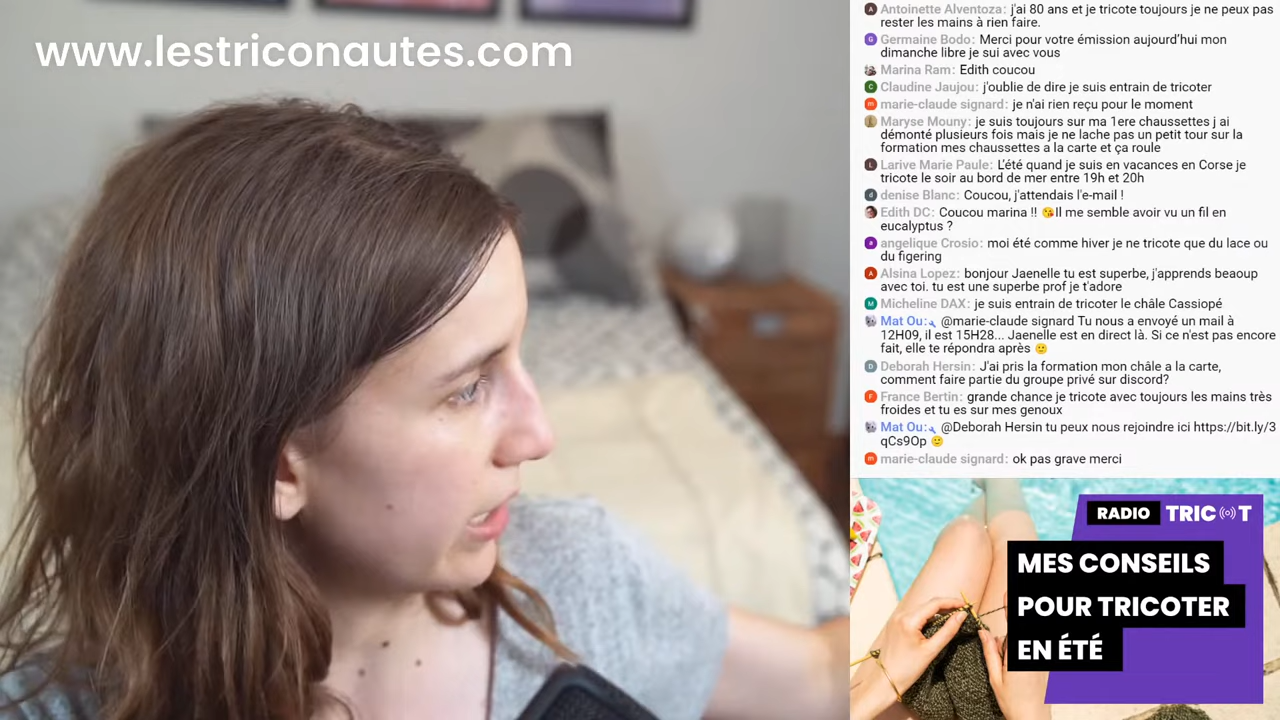 www.lestriconautes.com
Antoinette Alventoza: j'ai 80 ans et je tricote toujours je ne peux pas
rester les mains à rien faire.
Germaine Bodo: Merci pour votre émission aujourd'hui mon
dimanche libre je sui avec vous
Marina Ram: Edith coucou
Claudine Jaujou: j'oublie de dire je suis entrain de tricoter
marie-claude signard: je n'ai rien reçu pour le moment
Maryse Mouny: je suis toujours sur ma 1ere chaussettes j ai
démonté plusieurs fois mais je ne lache pas un petit tour sur la
formation mes chaussettes a la carte et ça roule
Larive Marie Paule: L'été quand je suis en vacances en Corse je
tricote le soir au bord de mer entre 19h et 20h
denise Blanc: Coucou, j'attendais l'e-mail !
Edith DC: Coucou marina !! 😘Il me semble avoir vu un fil en
eucalyptus ?
angelique Crosio: moi été comme hiver je ne tricote que du lace ou
du figering
Alsina Lopez: bonjour Jaenelle tu est superbe, j'apprends beaoup
avec toi. tu est une superbe prof je t'adore
Micheline DAX: je suis entrain de tricoter le châle Cassiopé
Mat Ou: @marie-claude signard Tu nous a envoyé un mail à
12H09, il est 15H28... Jaenelle est en direct là. Si ce n'est pas encore
fait, elle te répondra après 🙂
Deborah Hersin: J'ai pris la formation mon châle a la carte,
comment faire partie du groupe privé sur discord?
France Bertin: grande chance je tricote avec toujours les mains très
froides et tu es sur mes genoux
Mat Ou: @Deborah Hersin tu peux nous rejoindre ici https://bit.ly/3
qCs9Op 🙂
marie-claude signard: ok pas grave merci
RADIO TRICOT
MES CONSEILS
POUR TRICOTER
EN ÉTÉ